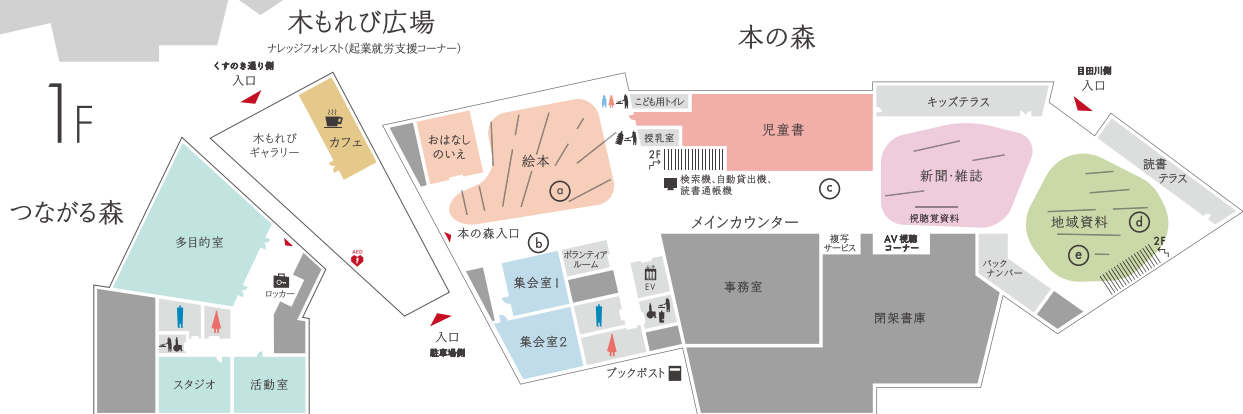 木もれび広場
ナレッジフォレスト(起業就労支援コーナー)
本の森
くすのき通り側
入口
目田川側
入口
1F
木もれび
ギャラリー
カフェ
おはなし
のいえ
絵本
a
こども用トイレ
授乳室
2F
児童書
検索機、自動貸出機、
読書通帳機
c
キッズテラス
新聞・雑誌
視聴覚資料
読書
テラス
地域資料
d
e
2F
つながる森
多目的室
AED
ロッカー
スタジオ
活動室
本の森入口
b
メインカウンター
ボランティア
ルーム
集会室1
集会室2
EV
事務室
複写
サービス
AV視聴
コーナー
バック
ナンバー
閉架書庫
入口
駐車場側
ブックポスト